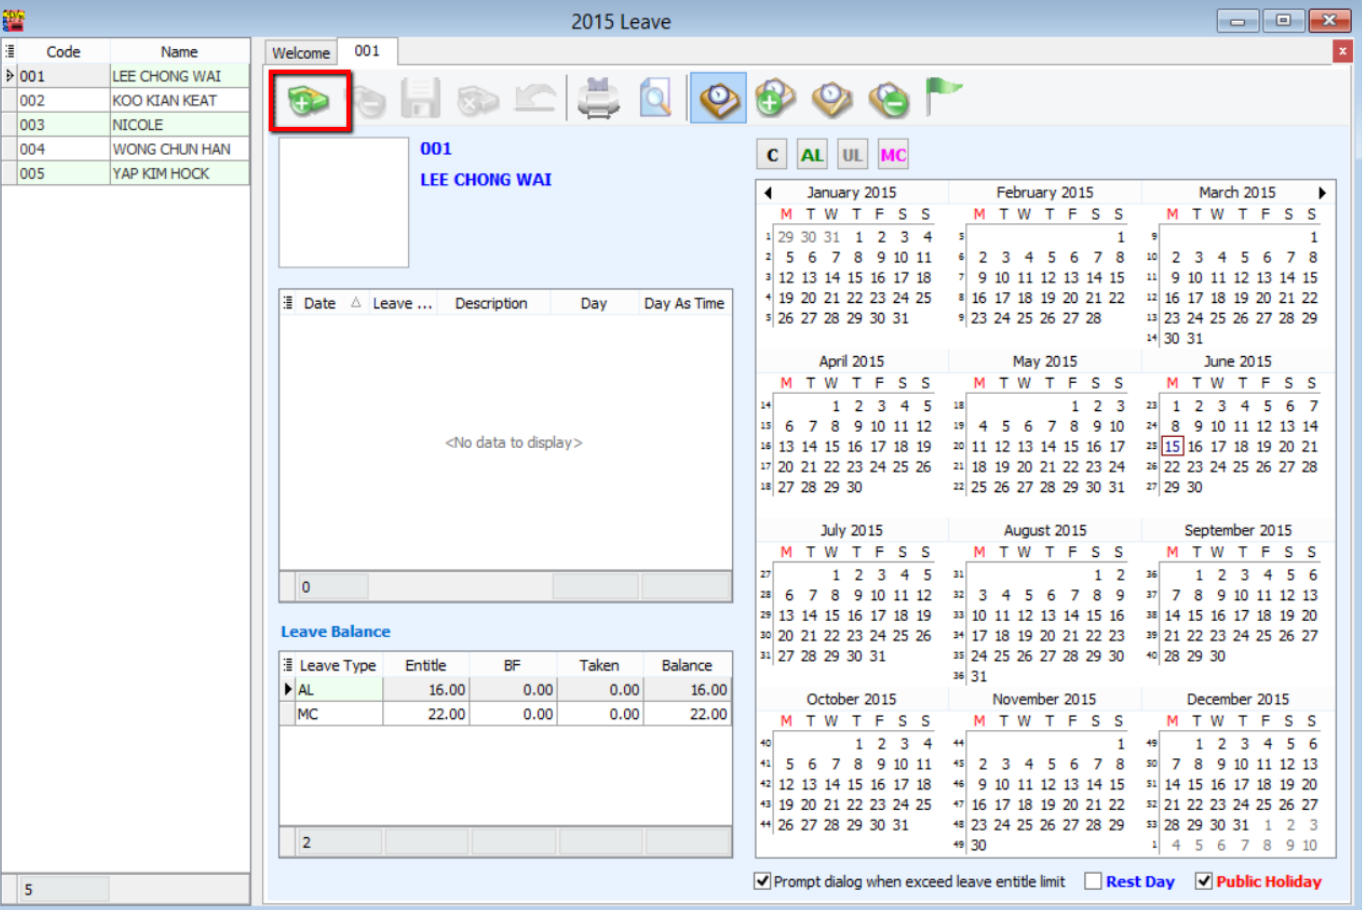 2015 Leave
Code Name
001 LEE CHONG WAI
002 KOO KIAN KEAT
003 NICOLE
004 WONG CHUN HAN
005 YAP KIM HOCK
5
Welcome 001
001
LEE CHONG WAI
Date Leave ... Description Day Day As Time
<No data to display>
0
Leave Balance
Leave Type Entitle BF Taken Balance
AL 16.00 0.00 0.00 16.00
MC 22.00 0.00 0.00 22.00
2
C AL UL MC
January 2015 February 2015 March 2015
M T W T F S S M T W T F S S M T W T F S S
1 29 30 31 1 2 3 4 5 1 9 1
2 5 6 7 8 9 10 11 6 2 3 4 5 6 7 8 10 2 3 4 5 6 7 8
3 12 13 14 15 16 17 18 7 9 10 11 12 13 14 15 11 9 10 11 12 13 14 15
4 19 20 21 22 23 24 25 8 16 17 18 19 20 21 22 12 16 17 18 19 20 21 22
5 26 27 28 29 30 31 9 23 24 25 26 27 28 13 23 24 25 26 27 28 29
14 30 31
April 2015 May 2015 June 2015
M T W T F S S M T W T F S S M T W T F S S
14 1 2 3 4 5 18 1 2 3 23 1 2 3 4 5 6 7
15 6 7 8 9 10 11 12 19 4 5 6 7 8 9 10 24 8 9 10 11 12 13 14
16 13 14 15 16 17 18 19 20 11 12 13 14 15 16 17 25 15 16 17 18 19 20 21
17 20 21 22 23 24 25 26 21 18 19 20 21 22 23 24 26 22 23 24 25 26 27 28
18 27 28 29 30 22 25 26 27 28 29 30 31 27 29 30
July 2015 August 2015 September 2015
M T W T F S S M T W T F S S M T W T F S S
27 1 2 3 4 5 31 1 2 36 1 2 3 4 5 6
28 6 7 8 9 10 11 12 32 3 4 5 6 7 8 9 37 7 8 9 10 11 12 13
29 13 14 15 16 17 18 19 33 10 11 12 13 14 15 16 38 14 15 16 17 18 19 20
30 20 21 22 23 24 25 26 34 17 18 19 20 21 22 23 39 21 22 23 24 25 26 27
31 27 28 29 30 31 35 24 25 26 27 28 29 30 40 28 29 30
36 31
October 2015 November 2015 December 2015
M T W T F S S M T W T F S S M T W T F S S
40 1 2 3 4 44 1 49 1 2 3 4 5 6
41 5 6 7 8 9 10 11 45 2 3 4 5 6 7 8 50 7 8 9 10 11 12 13
42 12 13 14 15 16 17 18 46 9 10 11 12 13 14 15 51 14 15 16 17 18 19 20
43 19 20 21 22 23 24 25 47 16 17 18 19 20 21 22 52 21 22 23 24 25 26 27
44 26 27 28 29 30 31 48 23 24 25 26 27 28 29 53 28 29 30 31 1 2 3
49 30 1 4 5 6 7 8 9 10
Prompt dialog when exceed leave entitle limit Rest Day Public Holiday